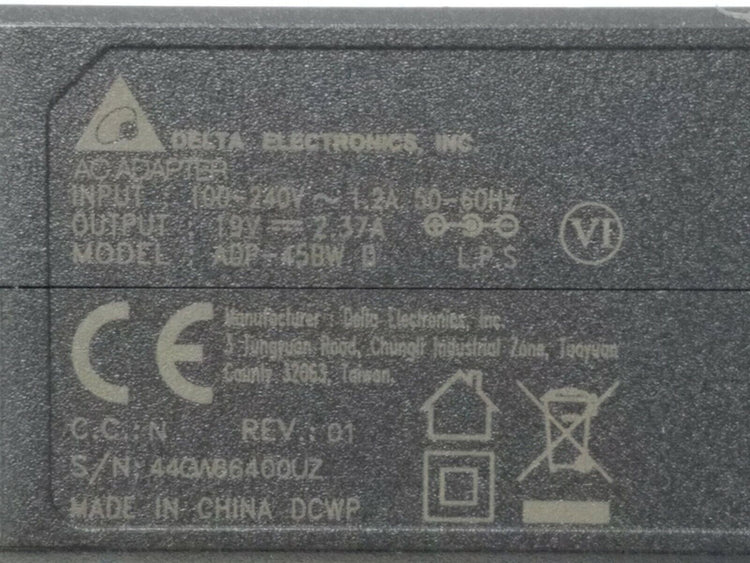 DELTA ELECTRONICS, INC.
AC ADAPTER
INPUT : 100-240V ~ 1.2A 50-60Hz
OUTPUT : 19V ⎓ 2.37A
MODEL : ADP-45BW B
L.P.S
VI
CE
Manufacturer : Delta Electronics, Inc.
3 Tungyuan Road, Chungli Industrial Zone, Taoyuan
County 32063, Taiwan.
C.C.: N REV.: 01
S/N: 44GW66400UZ
MADE IN CHINA DCWP